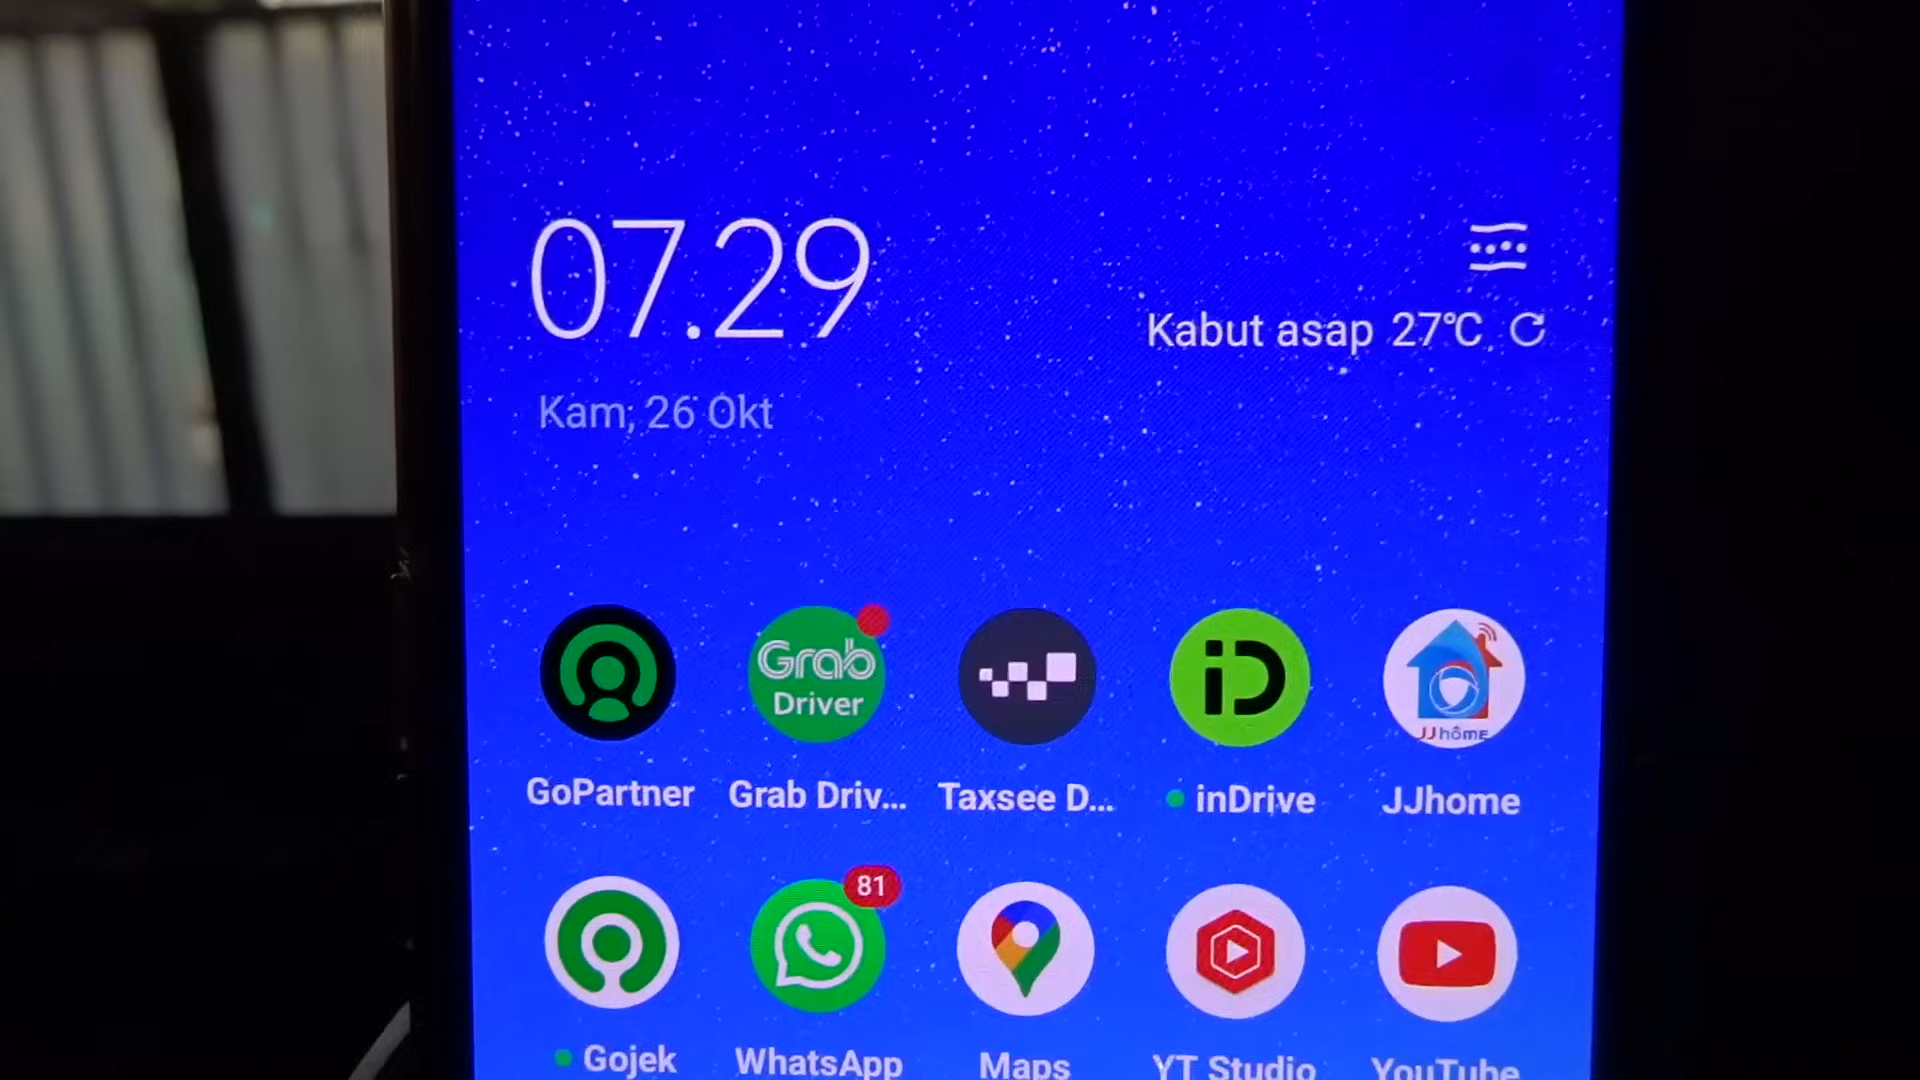 07.29
Kabut asap 27°C
Kam, 26 Okt
Grab
Driver
iD
JJhôme
GoPartner
Grab Driv...
Taxsee D...
inDrive
JJhome
81
Gojek
WhatsApp
Maps
YT Studio
YouTube